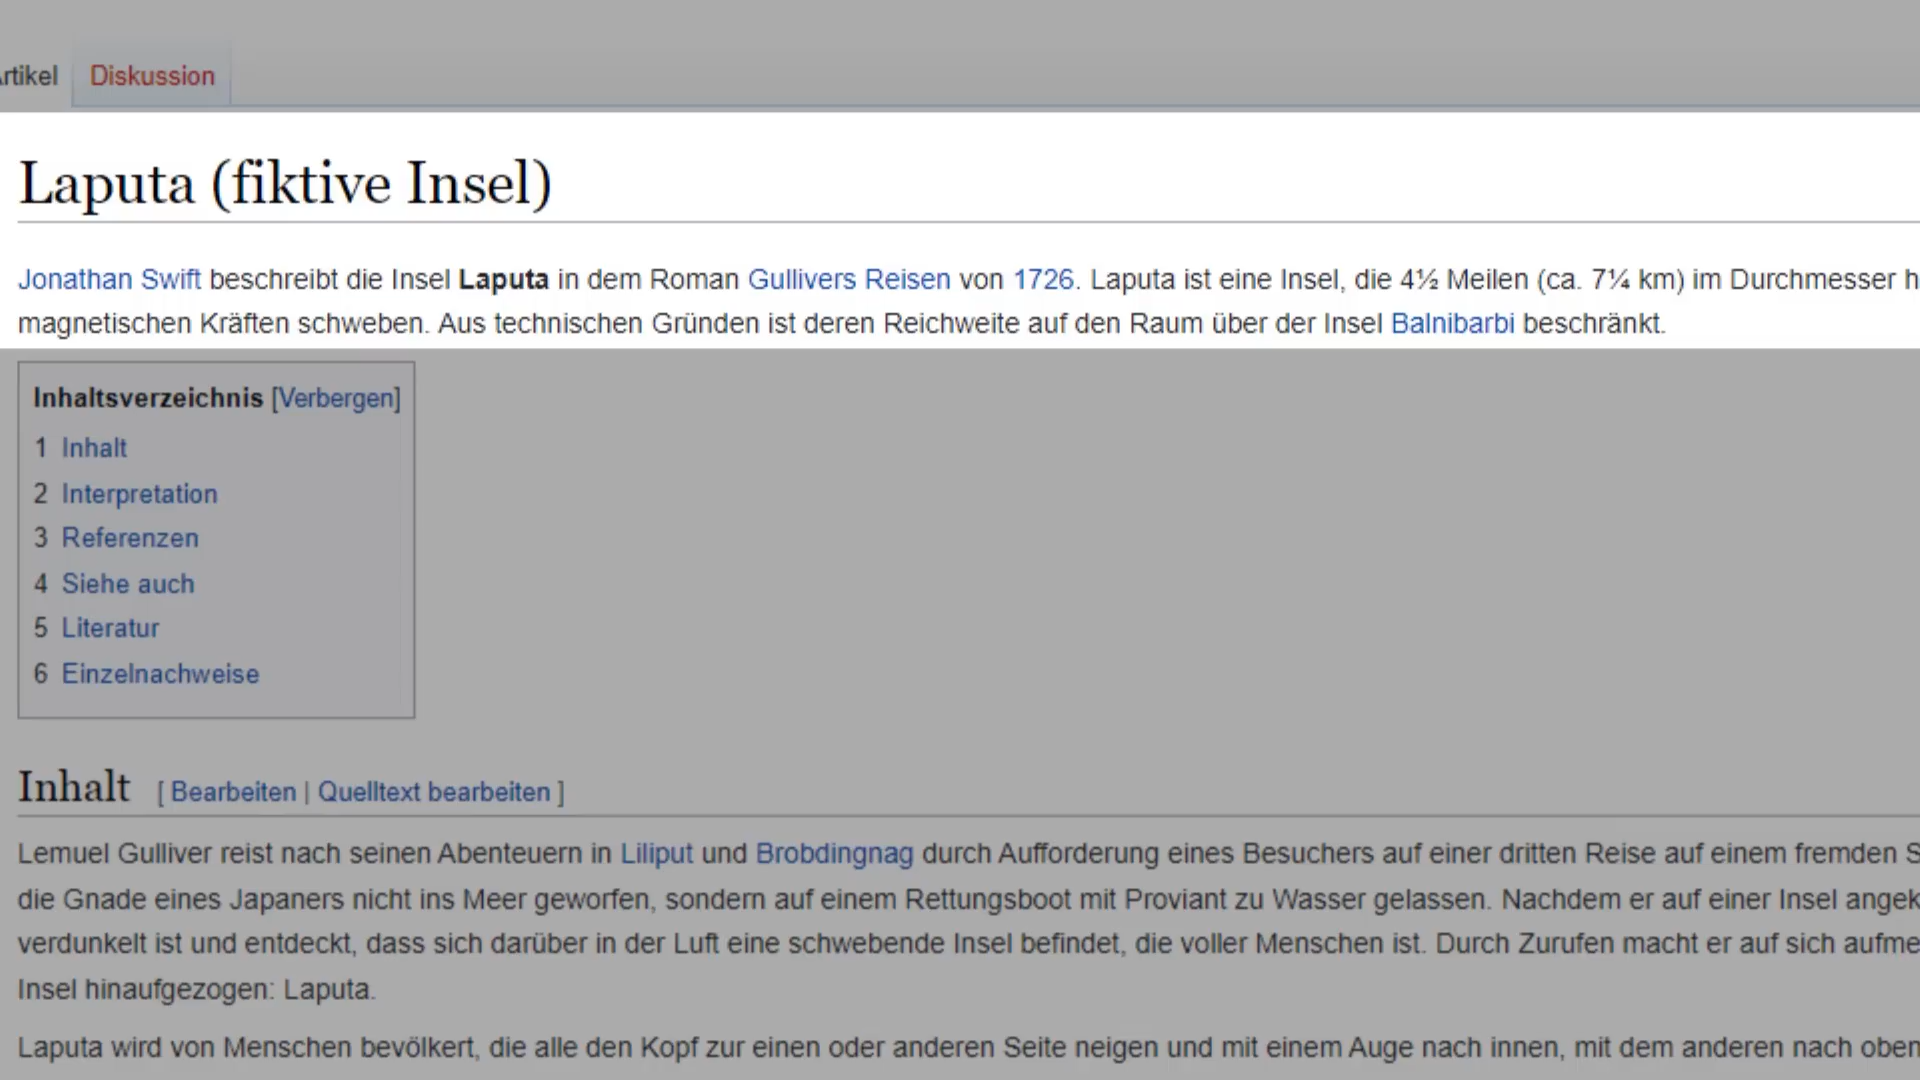 Diskussion
Laputa (fiktive Insel)
Jonathan Swift beschreibt die Insel Laputa in dem Roman Gullivers Reisen von 1726. Laputa ist eine Insel, die 4½ Meilen (ca. 7¼ km) im Durchmesser
magnetischen Kräften schweben. Aus technischen Gründen ist deren Reichweite auf den Raum über der Insel Balnibarbi beschränkt.
Inhaltsverzeichnis [Verbergen]
1 Inhalt
2 Interpretation
3 Referenzen
4 Siehe auch
5 Literatur
6 Einzelnachweise
Inhalt [ Bearbeiten | Quelltext bearbeiten ]
Lemuel Gulliver reist nach seinen Abenteuern in Liliput und Brobdingnag durch Aufforderung eines Besuchers auf einer dritten Reise auf einem fremden
die Gnade eines Japaners nicht ins Meer geworfen, sondern auf einem Rettungsboot mit Proviant zu Wasser gelassen. Nachdem er auf einer Insel
verdunkelt ist und entdeckt, dass sich darüber in der Luft eine schwebende Insel befindet, die voller Menschen ist. Durch Zurufen macht er auf sich
Insel hinaufgezogen: Laputa.
Laputa wird von Menschen bevölkert, die alle den Kopf zur einen oder anderen Seite neigen und mit einem Auge nach innen, mit dem anderen nach oben